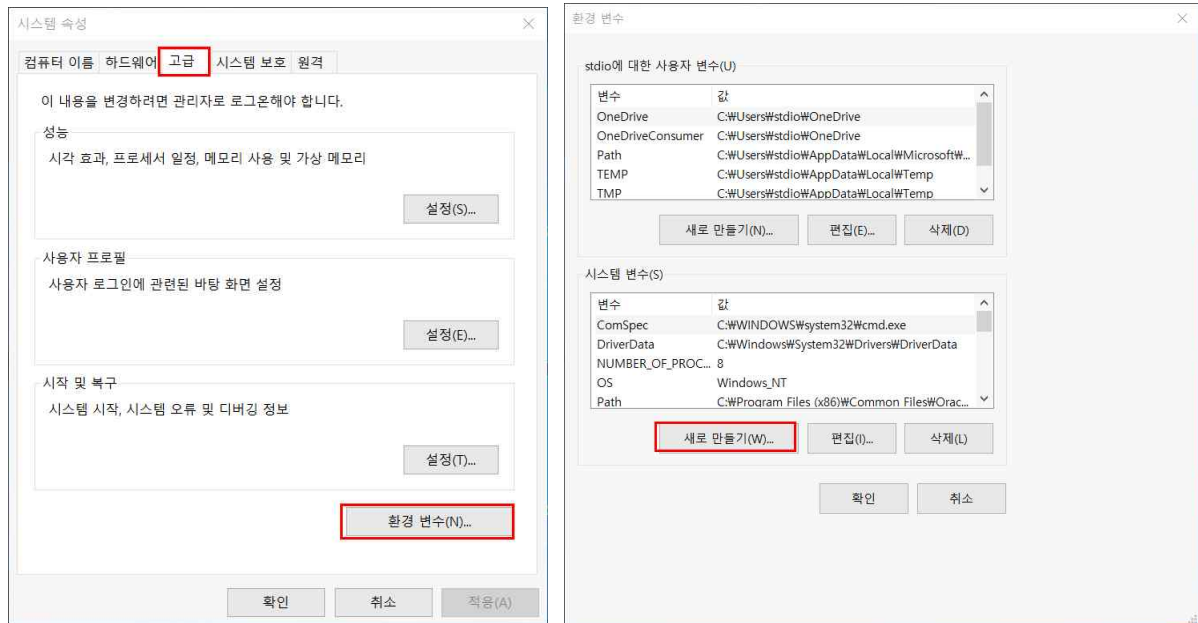 시스템 속성
컴퓨터 이름 하드웨어 고급 시스템 보호 원격
이 내용을 변경하려면 관리자로 로그온해야 합니다.
성능
시각 효과, 프로세서 일정, 메모리 사용 및 가상 메모리
설정(S)...
사용자 프로필
사용자 로그인에 관련된 바탕 화면 설정
설정(E)...
시작 및 복구
시스템 시작, 시스템 오류 및 디버깅 정보
설정(T)...
환경 변수(N)...
확인 취소 적용(A)
환경 변수
stdio에 대한 사용자 변수(U)
변수 값
OneDrive C:₩Users₩stdio₩OneDrive
OneDriveConsumer C:₩Users₩stdio₩OneDrive
Path C:₩Users₩stdio₩AppData₩Local₩Microsoft₩...
TEMP C:₩Users₩stdio₩AppData₩Local₩Temp
TMP C:₩Users₩stdio₩AppData₩Local₩Temp
새로 만들기(N)... 편집(E)... 삭제(D)
시스템 변수(S)
변수 값
ComSpec C:₩WINDOWS₩system32₩cmd.exe
DriverData C:₩Windows₩System32₩Drivers₩DriverData
NUMBER_OF_PROC... 8
OS Windows_NT
Path C:₩Program Files (x86)₩Common Files₩Orac...
새로 만들기(W)... 편집(I)... 삭제(L)
확인 취소